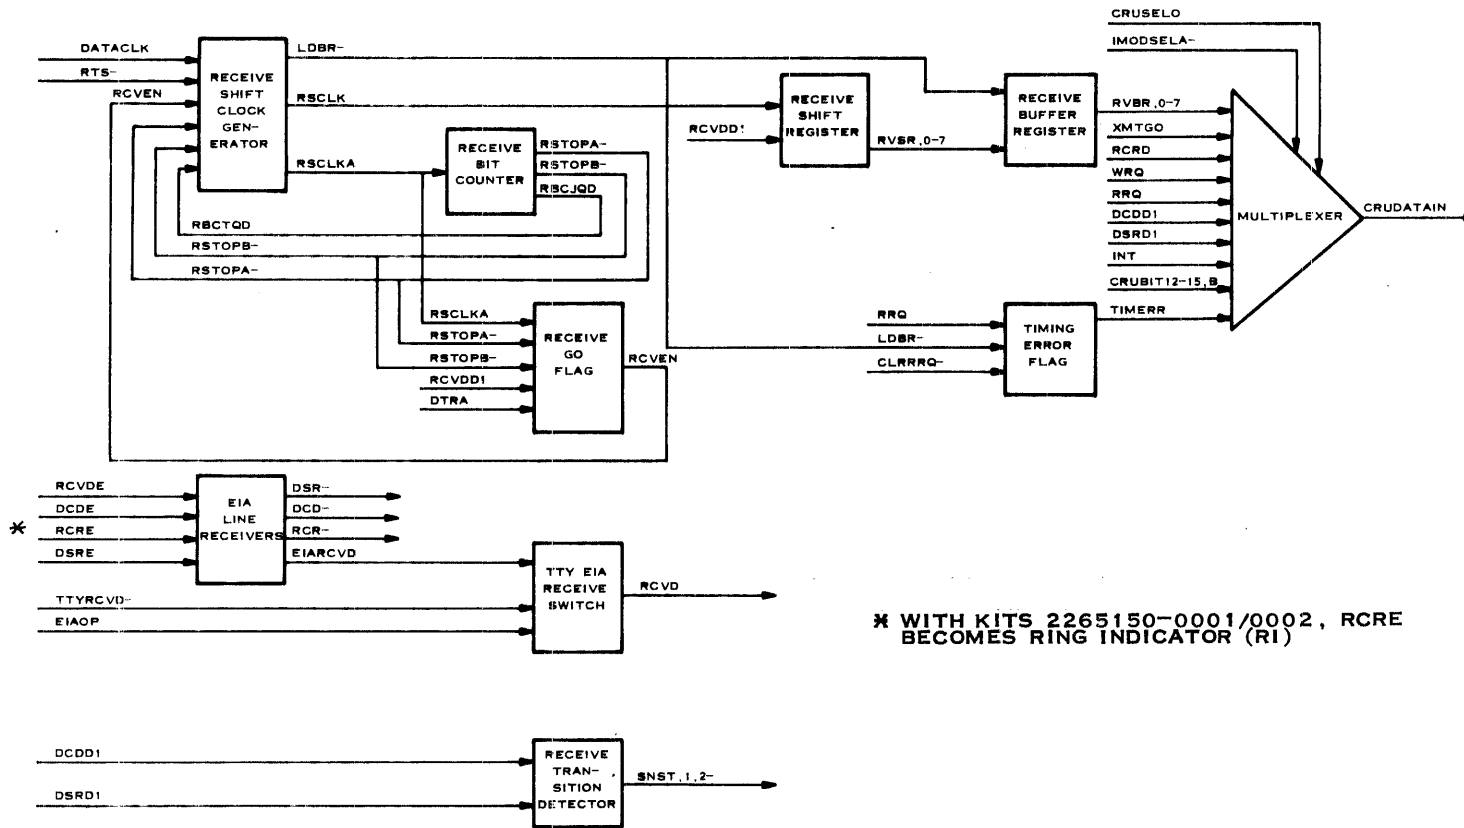 CRUSELO
IMODSELA-
DATACLK
RTS-
RCVEN
RECEIVE
SHIFT
CLOCK
GEN-
ERATOR
LDBR-
RSCLK
RSCLKA
RECEIVE
BIT
COUNTER
RSTOPA-
RSTOPB-
RBCJQD
RBCTQD
RSTOPB-
RSTOPA-
RCVDD1
RECEIVE
SHIFT
REGISTER
RVSR,0-7
RECEIVE
BUFFER
REGISTER
RVBR,0-7
XMTGO
RCRD
WRQ
RRQ
DCDD1
DSRD1
INT
CRUBIT12-15,B
TIMERR
MULTIPLEXER
CRUDATAIN
RSCLKA
RSTOPA-
RSTOPB-
RCVDD1
DTRA
RECEIVE
GO
FLAG
RCVEN
RRQ
LDBR-
CLRRRQ-
TIMING
ERROR
FLAG
RCVDE
DCDE
* RCRE
DSRE
EIA
LINE
RECEIVERS
DSR-
DCD-
RCR-
EIARCVD
TTYRCVD-
EIAOP
TTY EIA
RECEIVE
SWITCH
RCVD
* WITH KITS 2265150-0001/0002, RCRE
BECOMES RING INDICATOR (RI)
DCDD1
DSRD1
RECEIVE
TRAN-
SITION
DETECTOR
SNST,1,2-